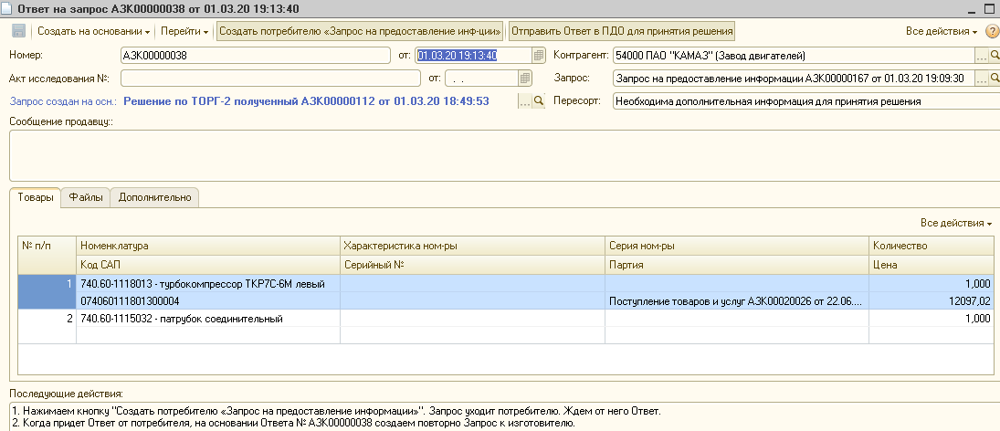 Ответ на запрос АЗК00000038 от 01.03.20 19:13:40
Создать на основании Перейти Создать потребителю «Запрос на предоставление инф-ции» Отправить Ответ в ПДО для принятия решения Все действия
Номер: АЗК00000038 от: 01.03.20 19:13:40 Контрагент: 54000 ПАО "КАМАЗ" (Завод двигателей)
Акт исследования №: от: . . Запрос: Запрос на предоставление информации АЗК00000167 от 01.03.20 19:09:30
Запрос создан на осн.: Решение по ТОРГ-2 полученный АЗК00000112 от 01.03.20 18:49:53 Пересорт: Необходима дополнительная информация для принятия решения
Сообщение продавцу::
Товары Файлы Дополнительно
Все действия
№ п/п Номенклатура Характеристика ном-ры Серия ном-ры Количество
Код САП Серийный № Партия Цена
1 740.60-1118013 - турбокомпрессор ТКР7С-6М левый 1,000
074060111801300004 Поступление товаров и услуг АЗК00020026 от 22.06.... 12097,02
2 740.60-1115032 - патрубок соединительный 1,000
Последующие действия:
1. Нажимаем кнопку "Создать потребителю «Запрос на предоставление информации»". Запрос уходит потребителю. Ждем от него Ответ.
2. Когда придет Ответ от потребителя, на основании Ответа № АЗК00000038 создаем повторно Запрос к изготовителю.